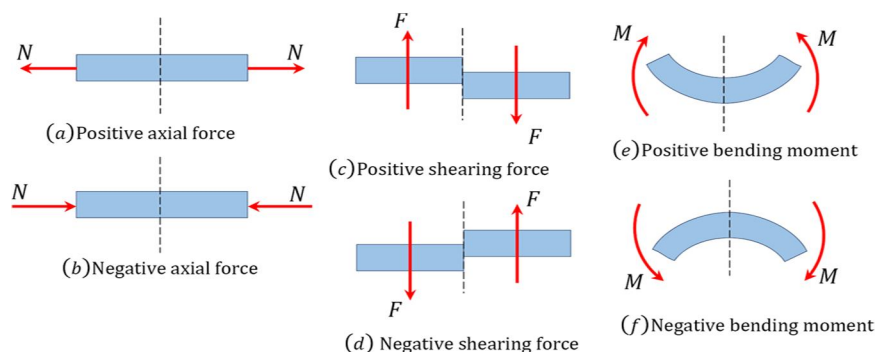 N N
(a)Positive axial force
N N
(b)Negative axial force
F
F
(c)Positive shearing force
F
F
(d) Negative shearing force
M M
(e)Positive bending moment
M M
(f)Negative bending moment